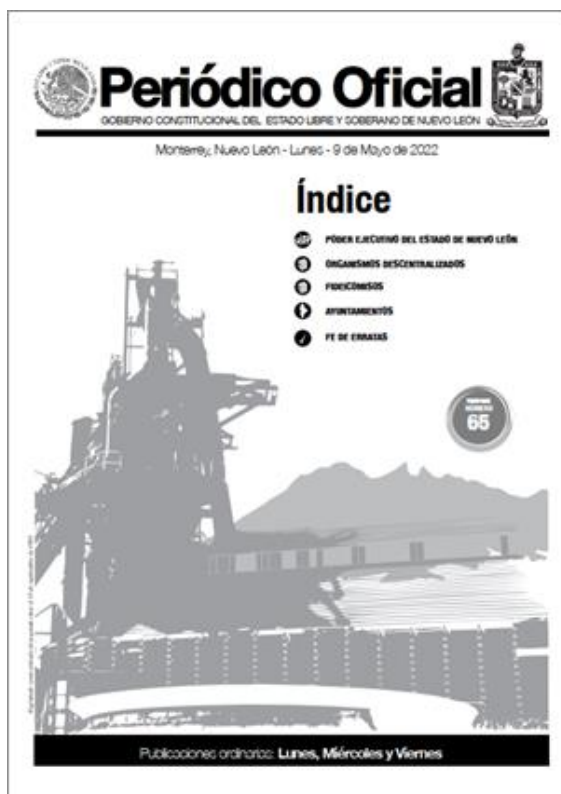 Periódico Oficial
GOBIERNO CONSTITUCIONAL DEL ESTADO LIBRE Y SOBERANO DE NUEVO LEÓN
Monterrey, Nuevo León - Lunes - 9 de Mayo de 2022
Índice
PODER EJECUTIVO DEL ESTADO DE NUEVO LEÓN
ORGANISMOS DESCENTRALIZADOS
FIDEICOMISOS
AYUNTAMIENTOS
FE DE ERRATAS
NÚMERO
65
Publicaciones ordinarias: Lunes, Miércoles y Viernes